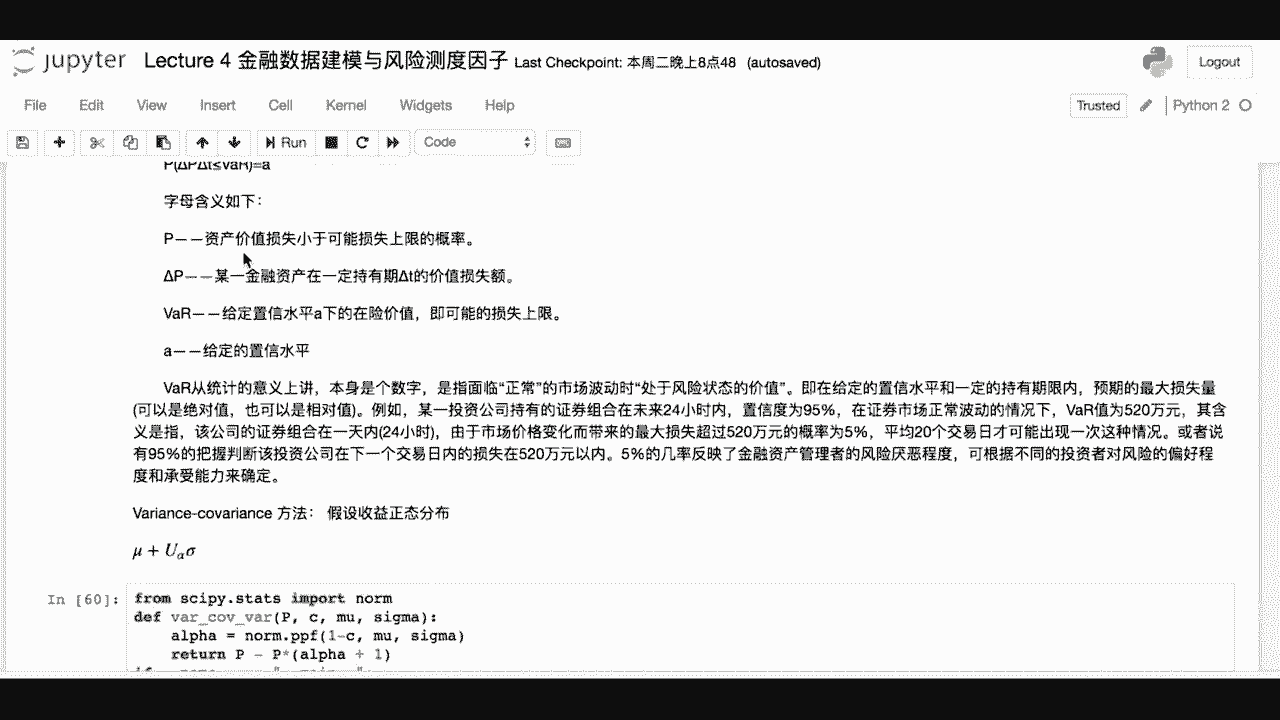 jupyter Lecture 4 金融数据建模与风险测度因子 Last Checkpoint: 本周二晚上8点48 (autosaved)
Logout
File Edit View Insert Cell Kernel Widgets Help
Trusted Python 2
Run Code
P(ΔPΔt≤VaR)=a
字母含义如下：
P——资产价值损失小于可能损失上限的概率。
ΔP——某一金融资产在一定持有期Δt的价值损失额。
VaR——给定置信水平a下的在险价值，即可能的损失上限。
a——给定的置信水平
VaR从统计的意义上讲，本身是个数字，是指面临“正常”的市场波动时“处于风险状态的价值”。即在给定的置信水平和一定的持有期限内，预期的最大损失量
(可以是绝对值，也可以是相对值)。例如，某一投资公司持有的证券组合在未来24小时内，置信度为95%，在证券市场正常波动的情况下，VaR值为520万元，其含
义是指，该公司的证券组合在一天内(24小时)，由于市场价格变化而带来的最大损失超过520万元的概率为5%，平均20个交易日才可能出现一次这种情况。或者说
有95%的把握判断该投资公司在下一个交易日内的损失在520万元以内。5%的几率反映了金融资产管理者的风险厌恶程度，可根据不同的投资者对风险的偏好程
度和承受能力来确定。
Variance-covariance 方法： 假设收益正态分布
μ + Uασ
In [60]: from scipy.stats import norm
def var_cov_var(P, c, mu, sigma):
alpha = norm.ppf(1-c, mu, sigma)
return P - P*(alpha + 1)